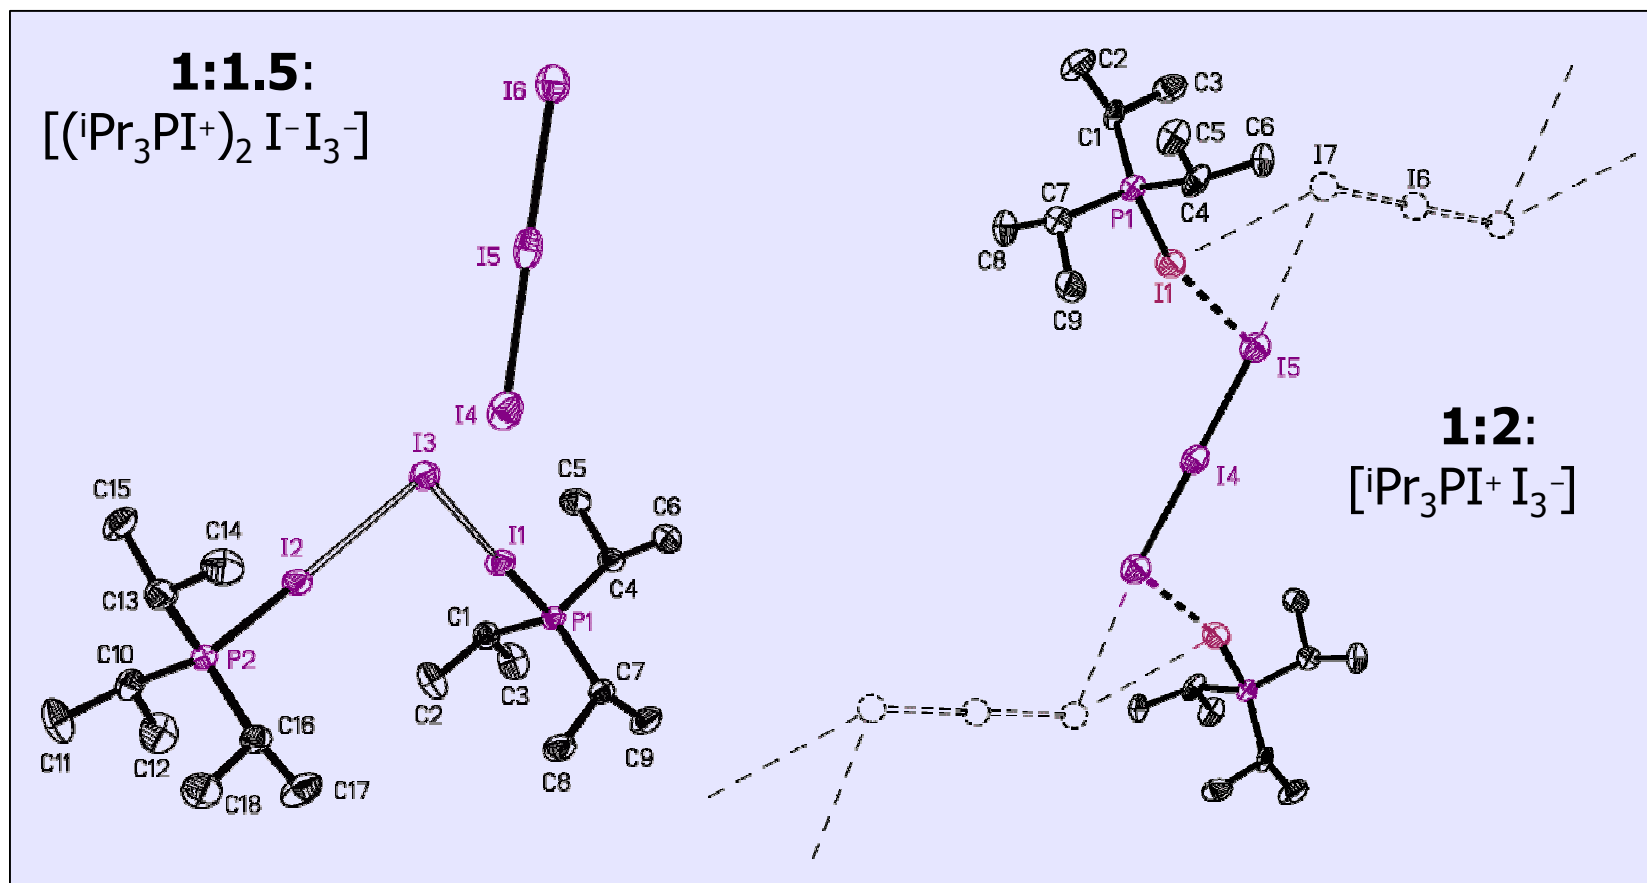 1:1.5:
[(ⁱPr₃PI⁺)₂ I⁻I₃⁻]
I6
I5
I4
I3
C15
C14
I2
C13
C10
P2
C11
C12
C16
C18
C17
C5
C6
I1
C4
C1
P1
C2
C3
C7
C8
C9
C2
C3
C1
C5
C6
C7
P1
C4
C8
C9
I1
I7
I6
I5
I4
1:2:
[ⁱPr₃PI⁺ I₃⁻]